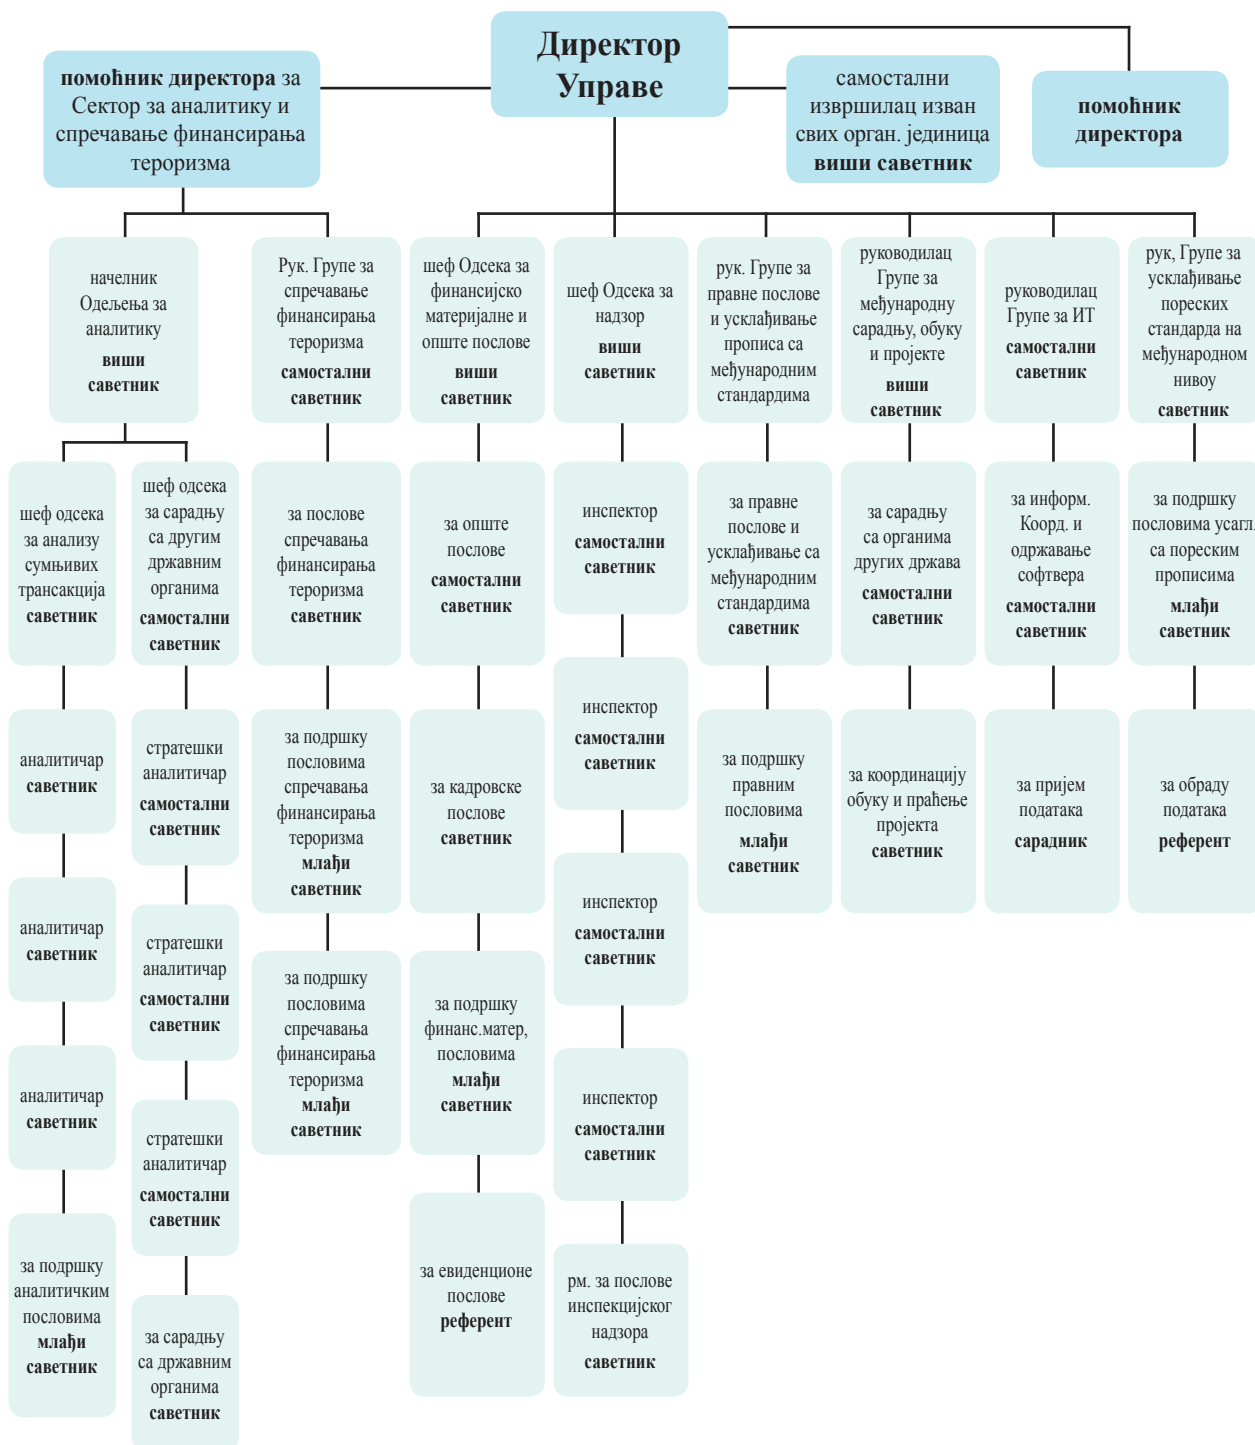 Директор
Управе
помоћник директора за
Сектор за аналитику и
спречавање финансирања
тероризма
самостални
извршилац изван
свих орган. јединица
виши саветник
помоћник
директора
начелник
Одељења за
аналитику
виши
саветник
Рук. Групе за
спречавање
финансирања
тероризма
самостални
саветник
шеф Одсека за
финансијско
материјалне и
опште послове
виши
саветник
шеф Одсека за
надзор
виши
саветник
рук. Групе за
правне послове
и усклађивање
прописа са
међународним
стандардима
руководилац
Групе за
међународну
сарадњу, обуку
и пројекте
виши
саветник
руководилац
Групе за ИТ
самостални
саветник
рук, Групе за
усклађивање
пореских
стандарда на
међународном
нивоу
саветник
шеф одсека
за анализу
сумњивих
трансакција
саветник
шеф одсека
за сарадњу
са другим
државним
органима
самостални
саветник
за послове
спречавања
финансирања
тероризма
саветник
за опште
послове
самостални
саветник
инспектор
самостални
саветник
за правне
послове и
усклађивање са
међународним
стандардима
саветник
за сарадњу
са органима
других држава
самостални
саветник
за информ.
Коорд. и
одржавање
софтвера
самостални
саветник
за подршку
пословима усагл.
са пореским
прописима
млађи
саветник
аналитичар
саветник
стратешки
аналитичар
самостални
саветник
за подршку
пословима
спречавања
финансирања
тероризма
млађи
саветник
за кадровске
послове
саветник
инспектор
самостални
саветник
за подршку
правним
пословима
млађи
саветник
за координацију
обуку и праћење
пројекта
саветник
за пријем
података
сарадник
за обраду
података
референт
аналитичар
саветник
стратешки
аналитичар
самостални
саветник
за подршку
пословима
спречавања
финансирања
тероризма
млађи
саветник
за подршку
финанс.матер,
пословима
млађи
саветник
инспектор
самостални
саветник
аналитичар
саветник
стратешки
аналитичар
самостални
саветник
инспектор
самостални
саветник
за подршку
аналитичким
пословима
млађи
саветник
за сарадњу
са државним
органима
саветник
за евиденционе
послове
референт
рм. за послове
инспекцијског
надзора
саветник